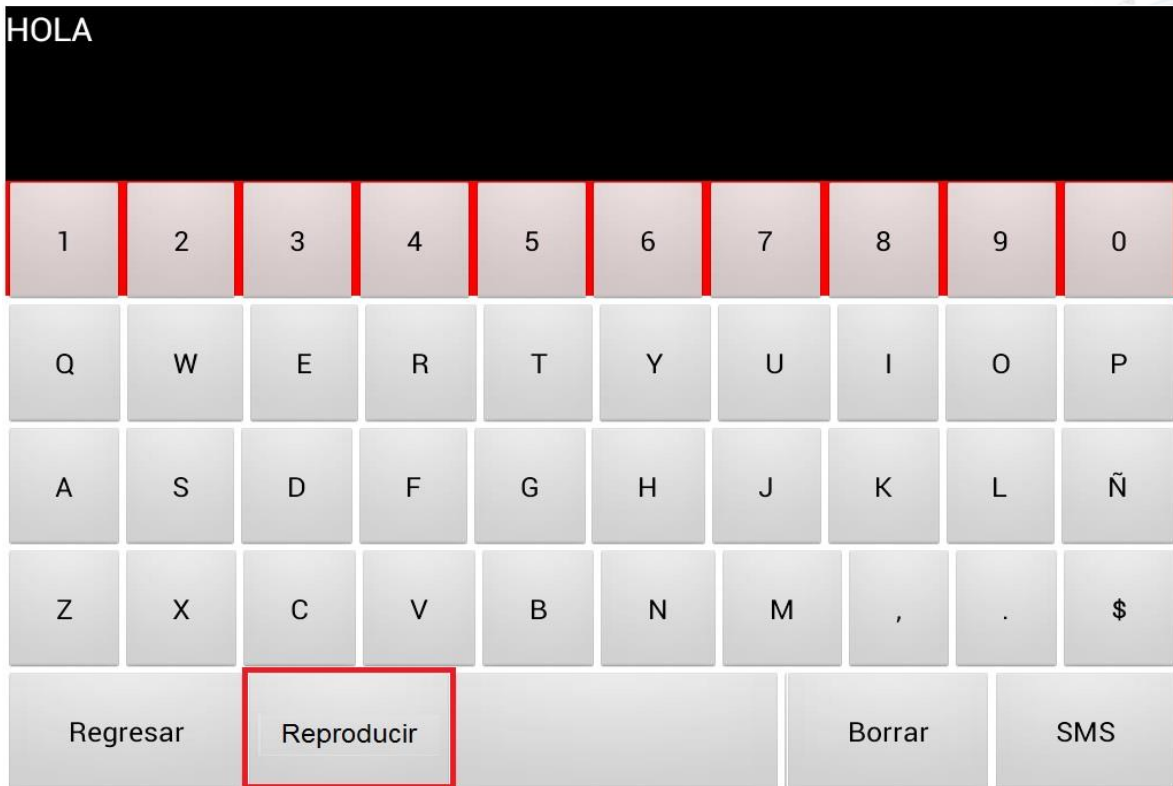 HOLA
1 2 3 4 5 6 7 8 9 0
Q W E R T Y U I O P
A S D F G H J K L Ñ
Z X C V B N M , . $
Regresar Reproducir Borrar SMS